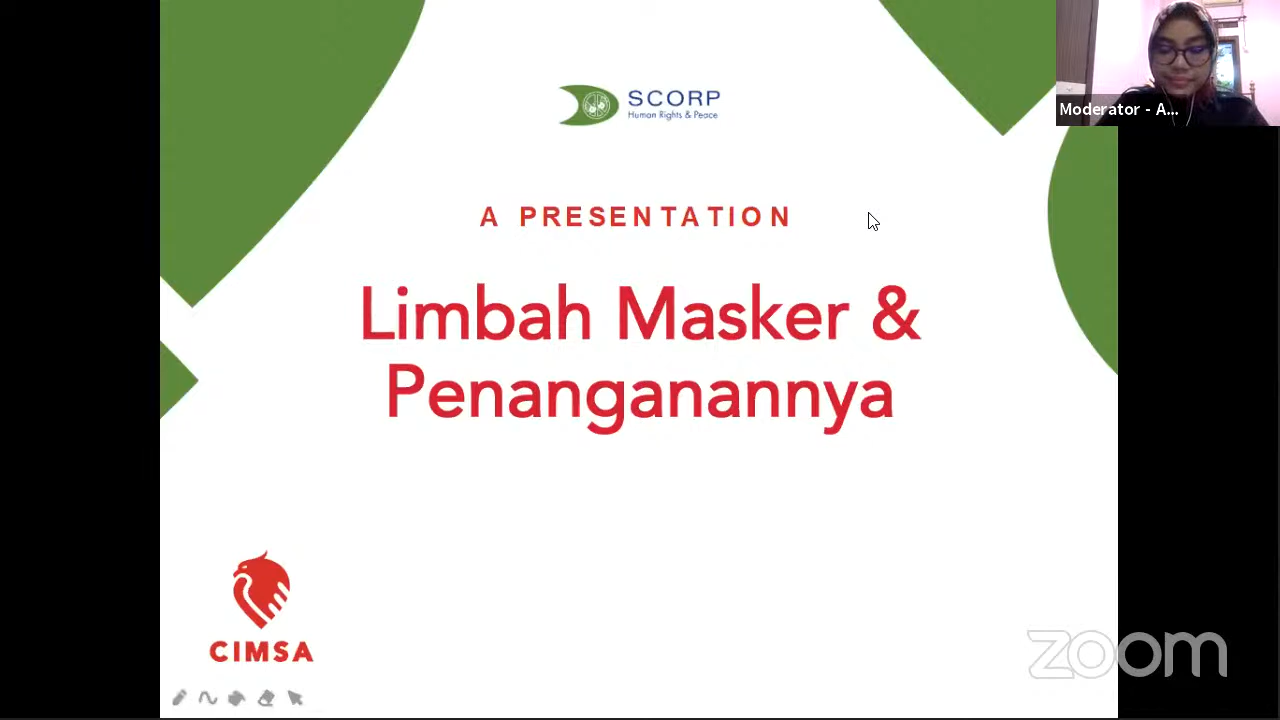 SCORP
Human Rights & Peace
Moderator - A...
A PRESENTATION
Limbah Masker &
Penanganannya
CIMSA
zoom